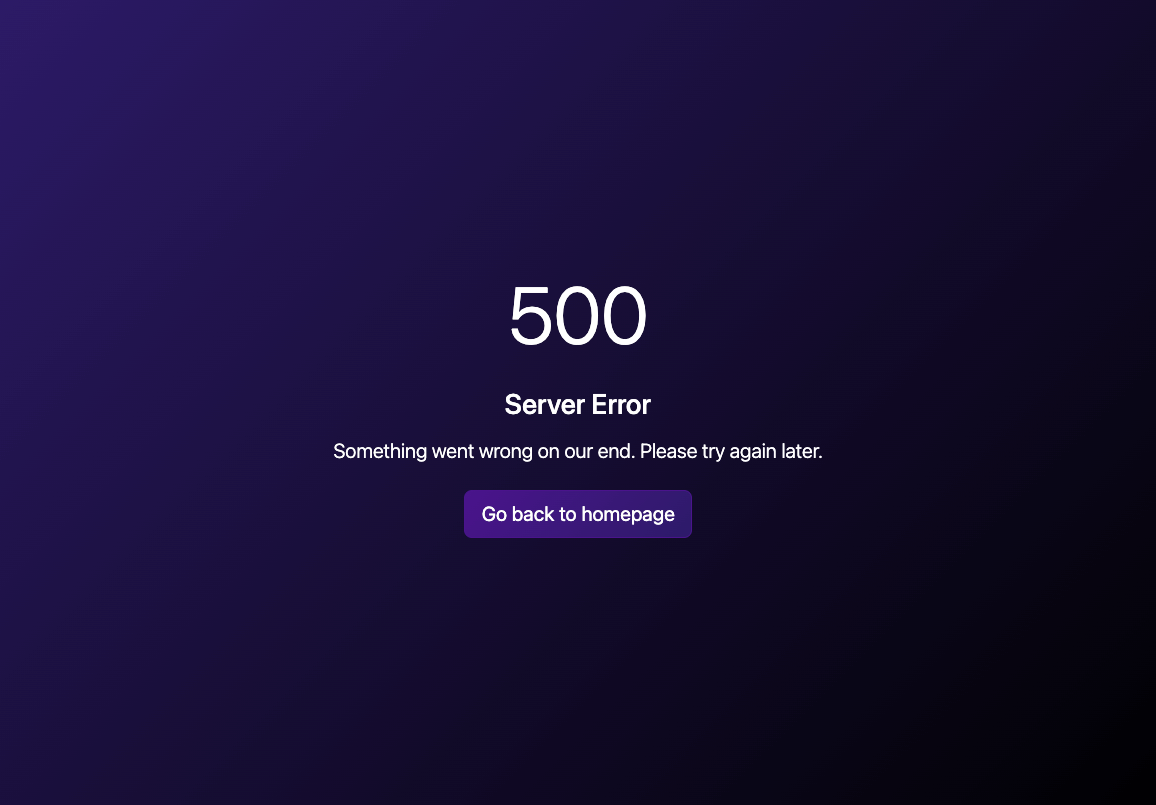 500
Server Error
Something went wrong on our end. Please try again later.
Go back to homepage